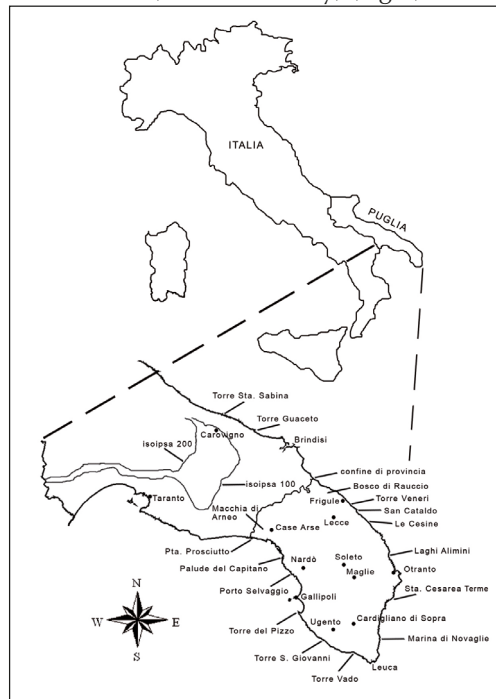 ITALIA
PUGLIA
Torre Sta. Sabina
Torre Guaceto
Carovigno
isoipsa 200
Brindisi
confine di provincia
Bosco di Rauccio
isoipsa 100
Taranto
Frigule
Torre Veneri
San Cataldo
Macchia di
Arneo
Lecce
Le Cesine
Case Arse
Pta. Prosciutto
Laghi Alimini
Palude del Capitano
Nardò
Soleto
Maglie
Otranto
Porto Selvaggio
Sta. Cesarea Terme
Gallipoli
N
W
E
S
Torre del Pizzo
Ugento
Cardigliano di Sopra
Marina di Novaglie
Torre S. Giovanni
Leuca
Torre Vado